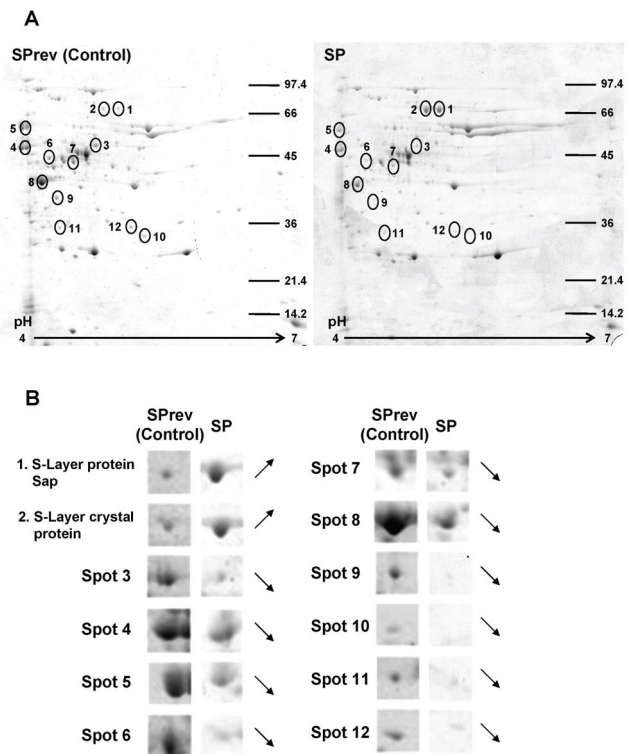 A
SPrev (Control)
SP
97.4
97.4
2 1
2 1
66
66
5
5
4 6 7 3
4 6 7 3
45
45
8
8
9
9
36
36
11 12 10
11 12 10
21.4
21.4
14.2
14.2
pH
pH
4 7
4 7
B
SPrev
(Control) SP
1. S-Layer protein
Sap
2. S-Layer crystal
protein
Spot 3
Spot 4
Spot 5
Spot 6
SPrev
(Control) SP
Spot 7
Spot 8
Spot 9
Spot 10
Spot 11
Spot 12